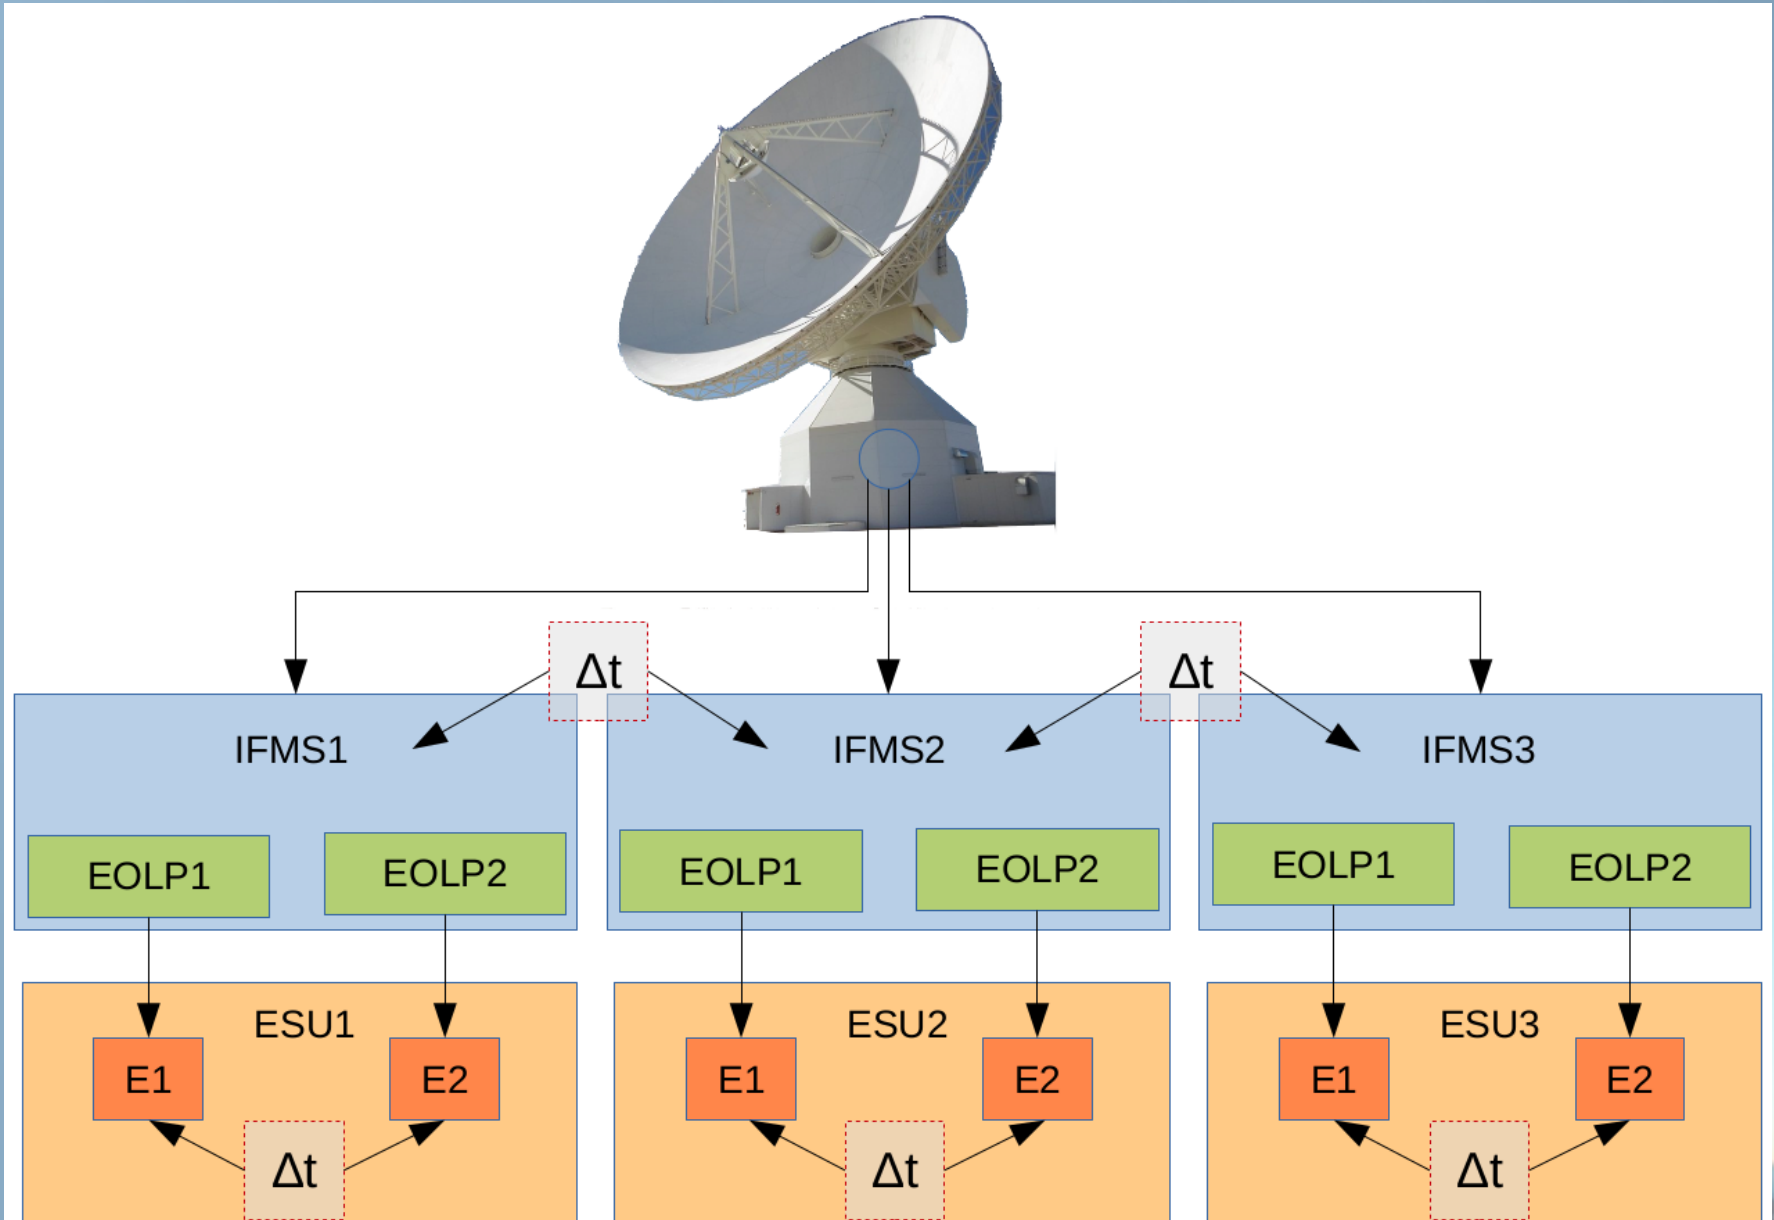 Δt Δt
IFMS1 IFMS2 IFMS3
EOLP1 EOLP2 EOLP1 EOLP2 EOLP1 EOLP2
ESU1 ESU2 ESU3
E1 E2 E1 E2 E1 E2
Δt Δt Δt